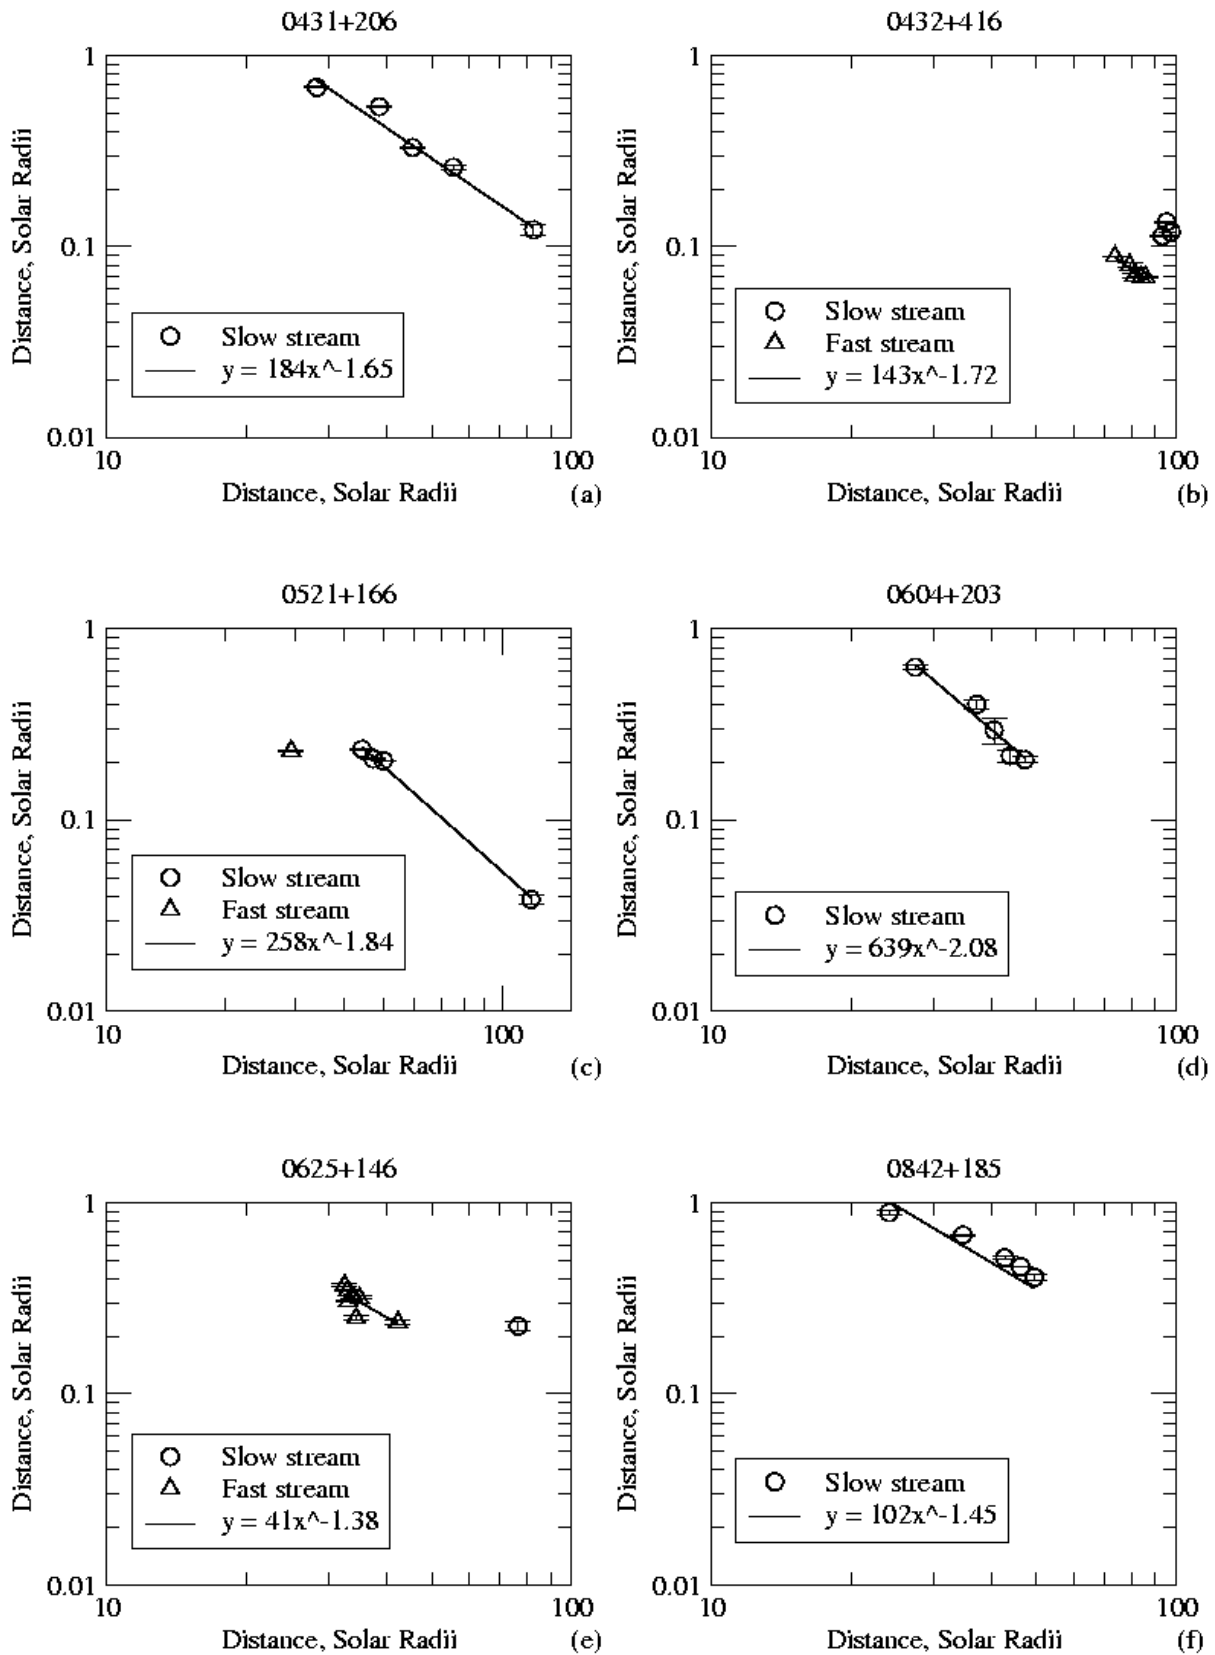 0431+206
1
0.1
0.01
10
100
Distance, Solar Radii
Distance, Solar Radii
Slow stream
y = 184x^-1.65
(a)
0432+416
1
0.1
0.01
10
100
Distance, Solar Radii
Distance, Solar Radii
Slow stream
Fast stream
y = 143x^-1.72
(b)
0521+166
1
0.1
0.01
10
100
Distance, Solar Radii
Distance, Solar Radii
Slow stream
Fast stream
y = 258x^-1.84
(c)
0604+203
1
0.1
0.01
10
100
Distance, Solar Radii
Distance, Solar Radii
Slow stream
y = 639x^-2.08
(d)
0625+146
1
0.1
0.01
10
100
Distance, Solar Radii
Distance, Solar Radii
Slow stream
Fast stream
y = 41x^-1.38
(e)
0842+185
1
0.1
0.01
10
100
Distance, Solar Radii
Distance, Solar Radii
Slow stream
y = 102x^-1.45
(f)